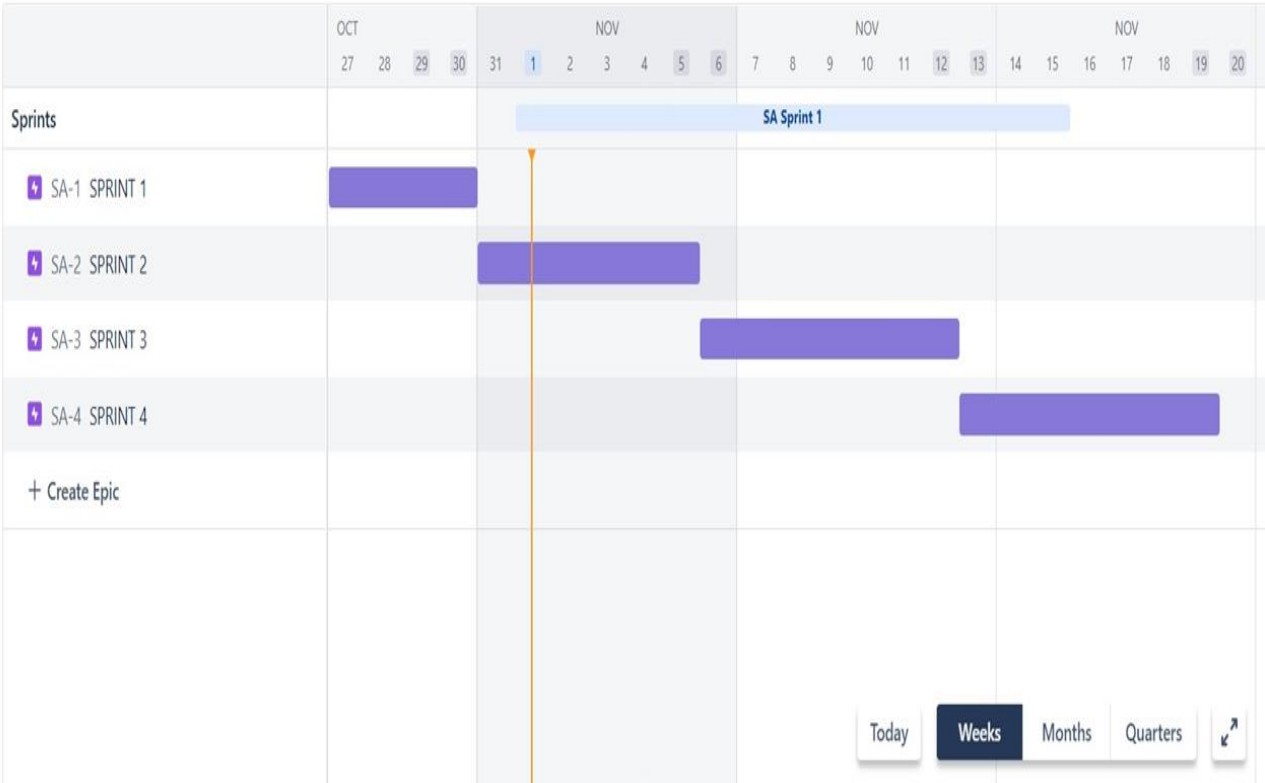 OCT NOV NOV NOV
27 28 29 30 31 1 2 3 4 5 6 7 8 9 10 11 12 13 14 15 16 17 18 19 20
Sprints SA Sprint 1
SA-1 SPRINT 1
SA-2 SPRINT 2
SA-3 SPRINT 3
SA-4 SPRINT 4
+ Create Epic
Today Weeks Months Quarters